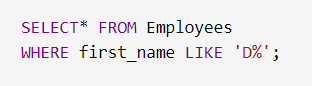 SELECT* FROM Employees
WHERE first_name LIKE 'D%';